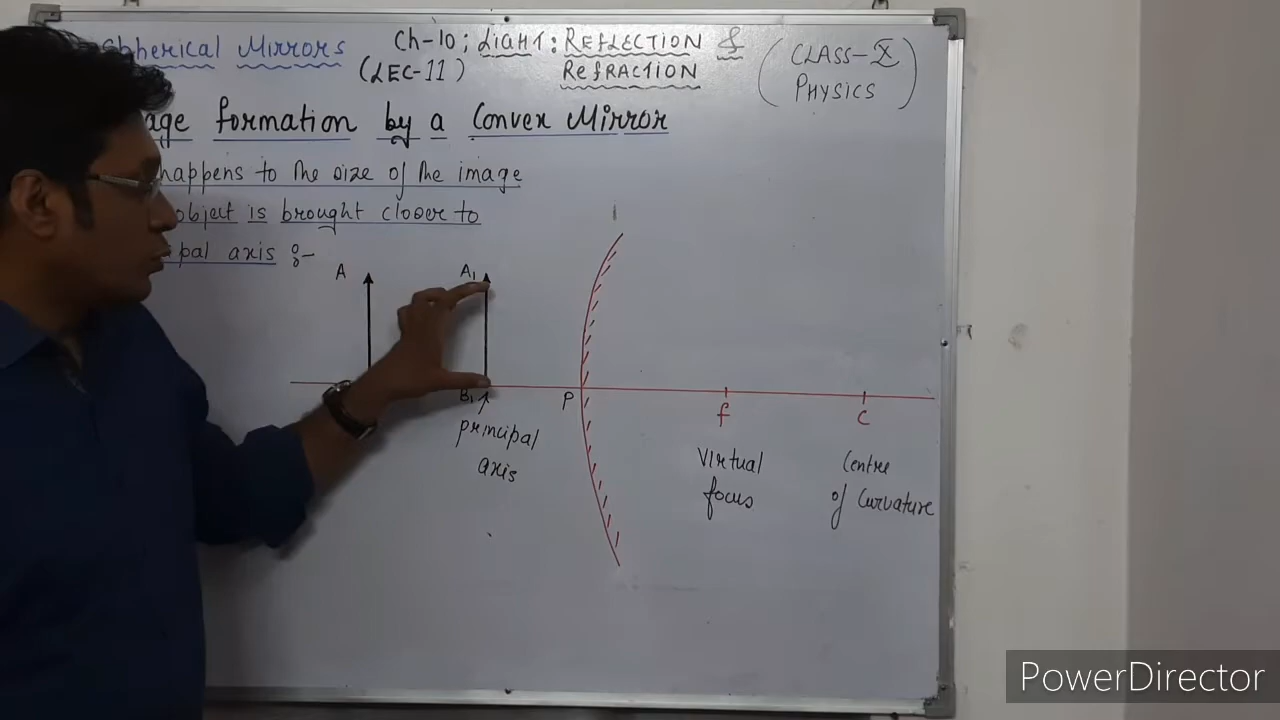 Spherical Mirrors
Ch-10; LIGHT: REFLECTION &
(LEC-11) REFRACTION
(CLASS-X
PHYSICS)
formation by a Convex Mirror
happens to the size of the image
object is brought closer to
axis :-
A A₁
B₁ P
F C
principal
axis
Virtual
focus
Centre
of Curvature
PowerDirector